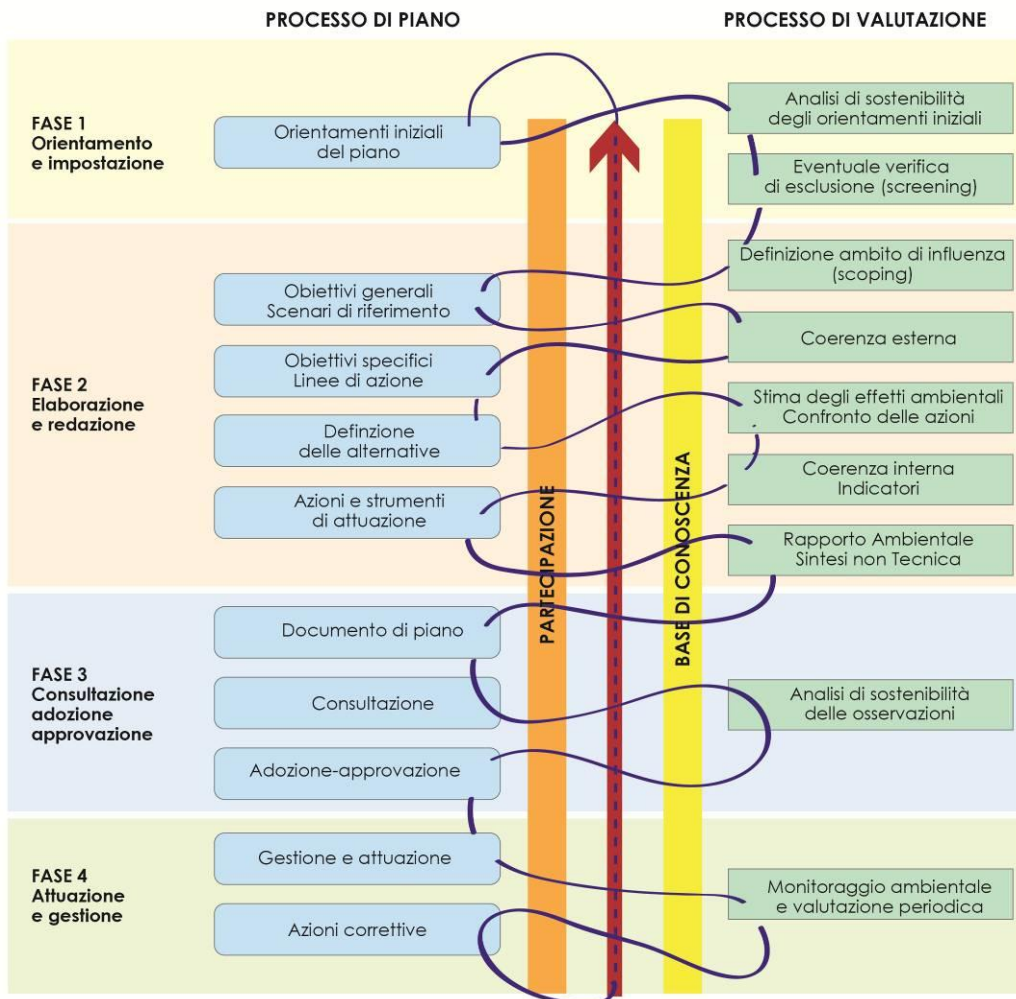 PROCESSO DI PIANO
PROCESSO DI VALUTAZIONE
FASE 1
Orientamento
e impostazione
Orientamenti iniziali
del piano
Analisi di sostenibilità
degli orientamenti iniziali
Eventuale verifica
di esclusione (screening)
FASE 2
Elaborazione
e redazione
Obiettivi generali
Scenari di riferimento
Obiettivi specifici
Linee di azione
Definzione
delle alternative
Azioni e strumenti
di attuazione
Definizione ambito di influenza
(scoping)
Coerenza esterna
Stima degli effetti ambientali
Confronto delle azioni
Coerenza interna
Indicatori
Rapporto Ambientale
Sintesi non Tecnica
PARTECIPAZIONE
BASE DI CONOSCENZA
FASE 3
Consultazione
adozione
approvazione
Documento di piano
Consultazione
Adozione-approvazione
Analisi di sostenibilità
delle osservazioni
FASE 4
Attuazione
e gestione
Gestione e attuazione
Azioni correttive
Monitoraggio ambientale
e valutazione periodica